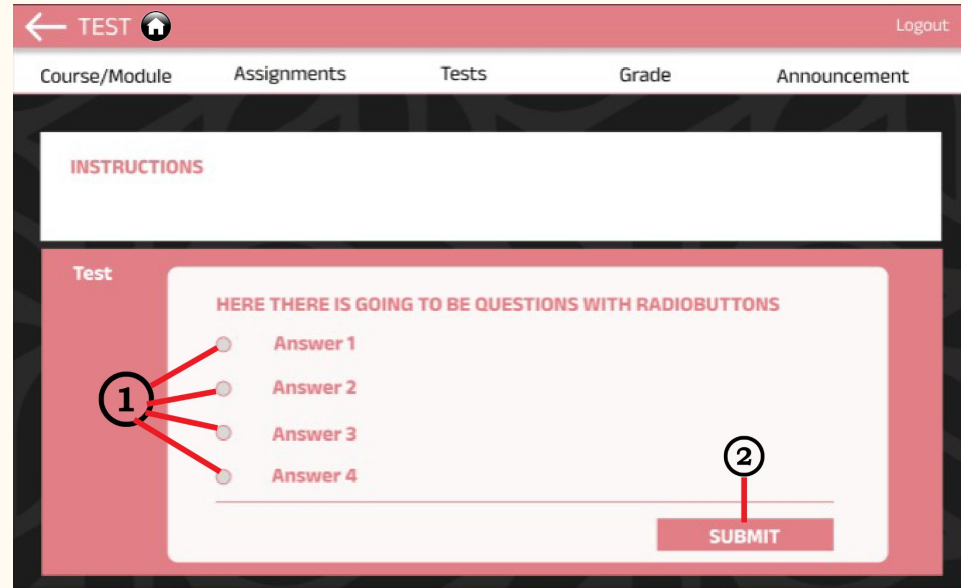 TEST Logout
Course/Module Assignments Tests Grade Announcement
INSTRUCTIONS
Test
HERE THERE IS GOING TO BE QUESTIONS WITH RADIOBUTTONS
Answer 1
Answer 2
1
Answer 3
2
Answer 4
SUBMIT